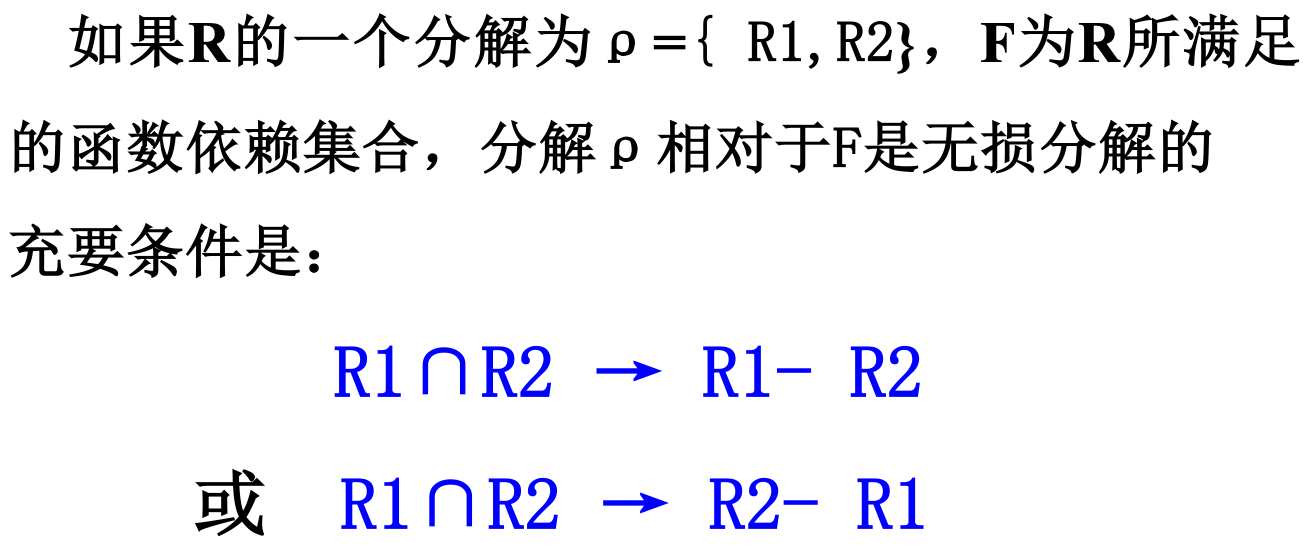 如果R的一个分解为ρ={ R1,R2}，F为R所满足
的函数依赖集合，分解ρ相对于F是无损分解的
充要条件是：
R1∩R2 → R1- R2
或 R1∩R2 → R2- R1